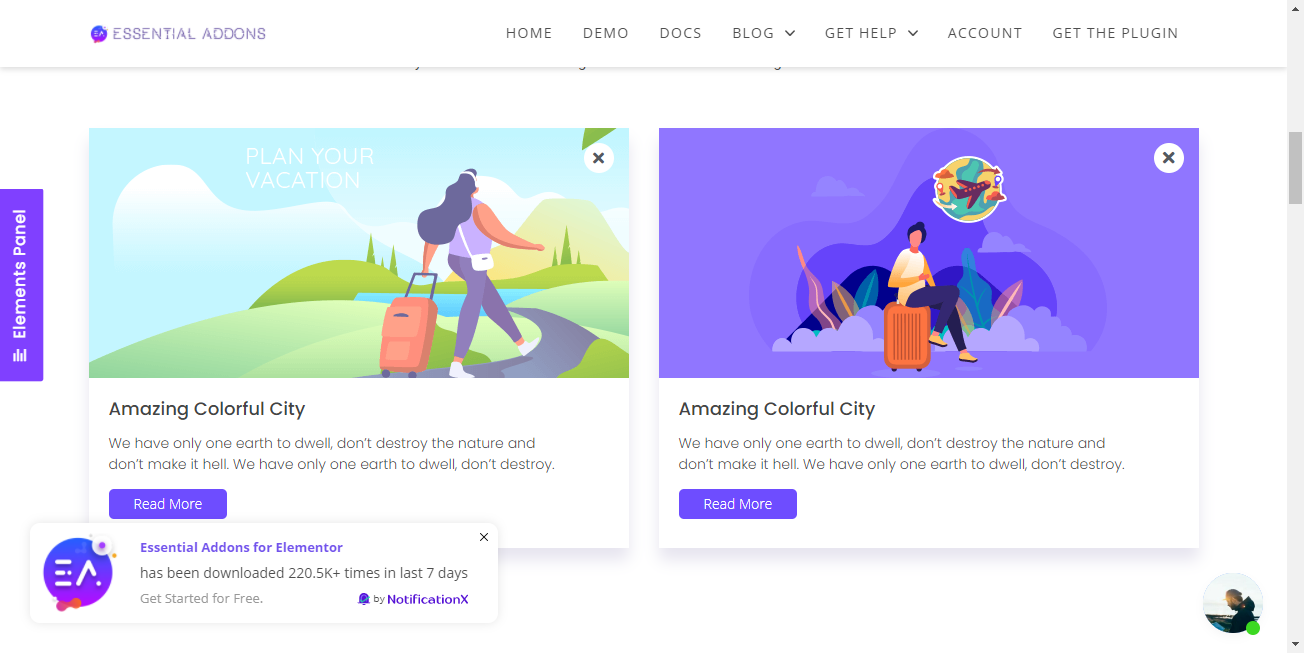 ESSENTIAL ADDONS
HOME DEMO DOCS BLOG GET HELP ACCOUNT GET THE PLUGIN
PLAN YOUR
VACATION
Elements Panel
Amazing Colorful City
We have only one earth to dwell, don’t destroy the nature and
don’t make it hell. We have only one earth to dwell, don’t destroy.
Read More
Amazing Colorful City
We have only one earth to dwell, don’t destroy the nature and
don’t make it hell. We have only one earth to dwell, don’t destroy.
Read More
EA
Essential Addons for Elementor
has been downloaded 220.5K+ times in last 7 days
Get Started for Free.
by NotificationX